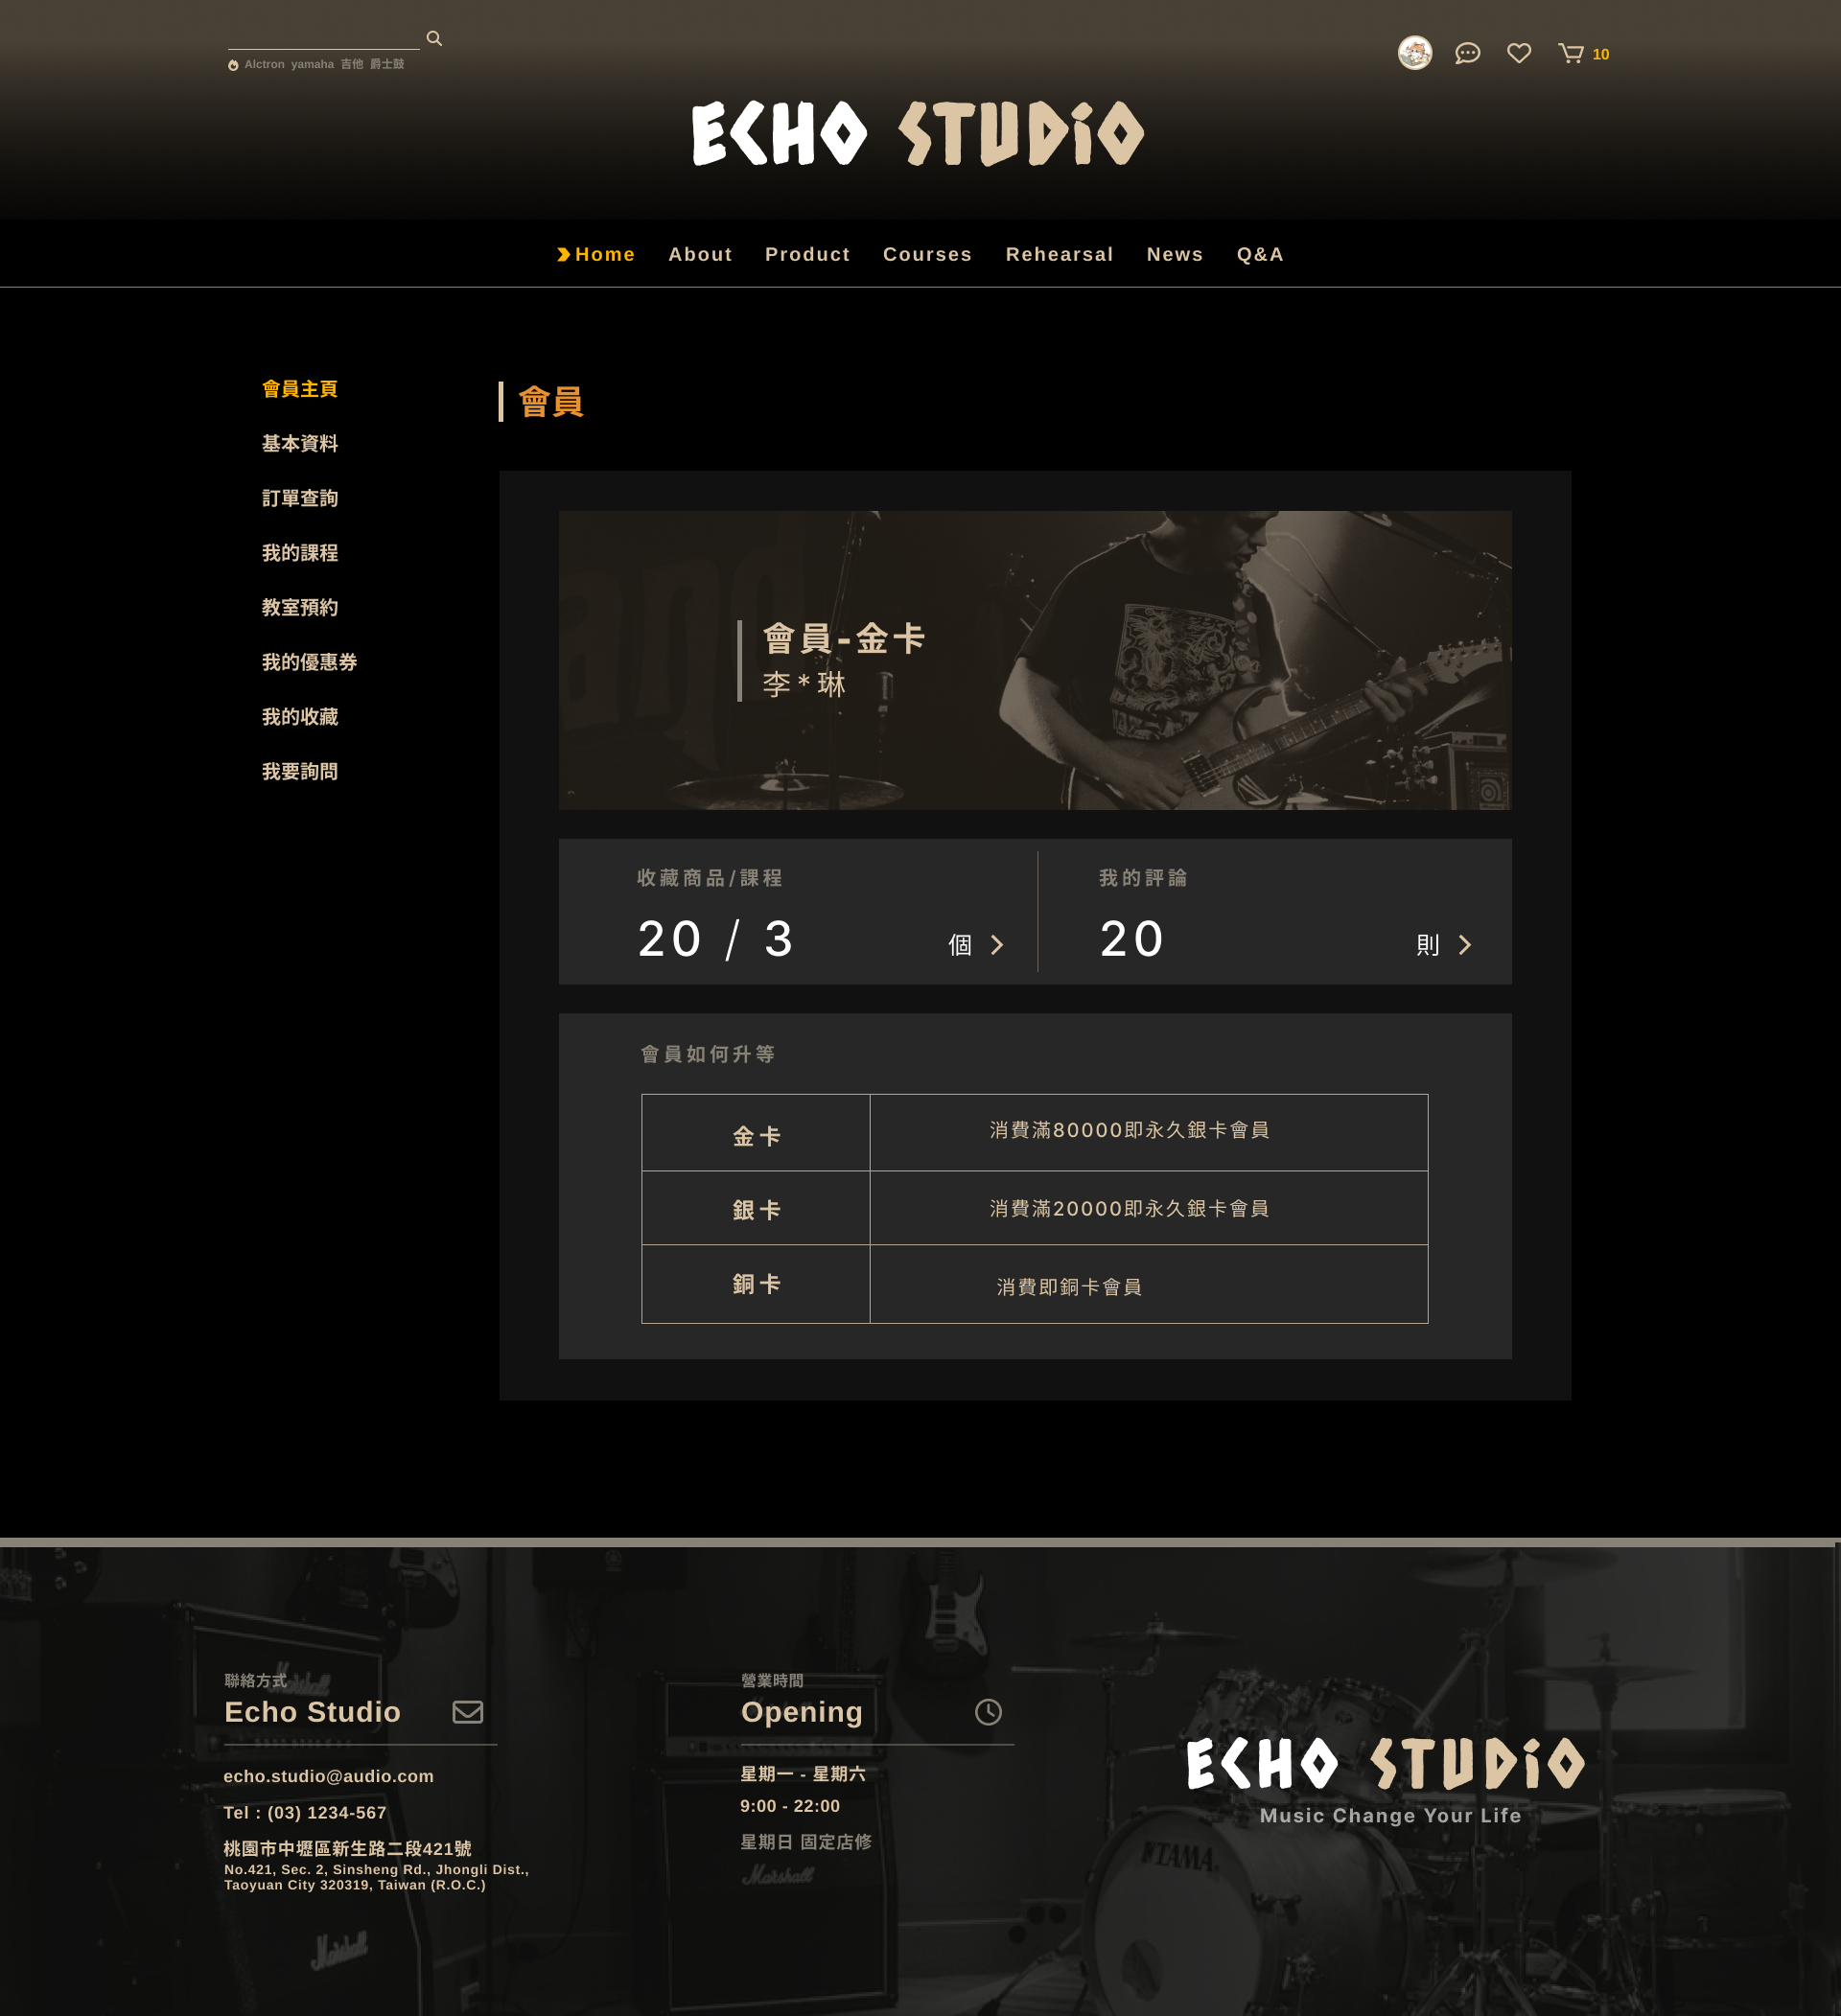 Alctron yamaha 吉他 爵士鼓
10
ECHO STUDiO
Home About Product Courses Rehearsal News Q&A
會員主頁
基本資料
訂單查詢
我的課程
教室預約
我的優惠券
我的收藏
我要詢問
會員
會員-金卡
李*琳
收藏商品/課程
20 / 3 個
我的評論
20 則
會員如何升等
金卡 消費滿80000即永久銀卡會員
銀卡 消費滿20000即永久銀卡會員
銅卡 消費即銅卡會員
聯絡方式
Echo Studio
echo.studio@audio.com
Tel : (03) 1234-567
桃園市中壢區新生路二段421號
No.421, Sec. 2, Sinsheng Rd., Jhongli Dist.,
Taoyuan City 320319, Taiwan (R.O.C.)
Marshall
Marshall
營業時間
Opening
星期一 - 星期六
9:00 - 22:00
星期日 固定店修
Marshall
ECHO STUDiO
Music Change Your Life
TAMA